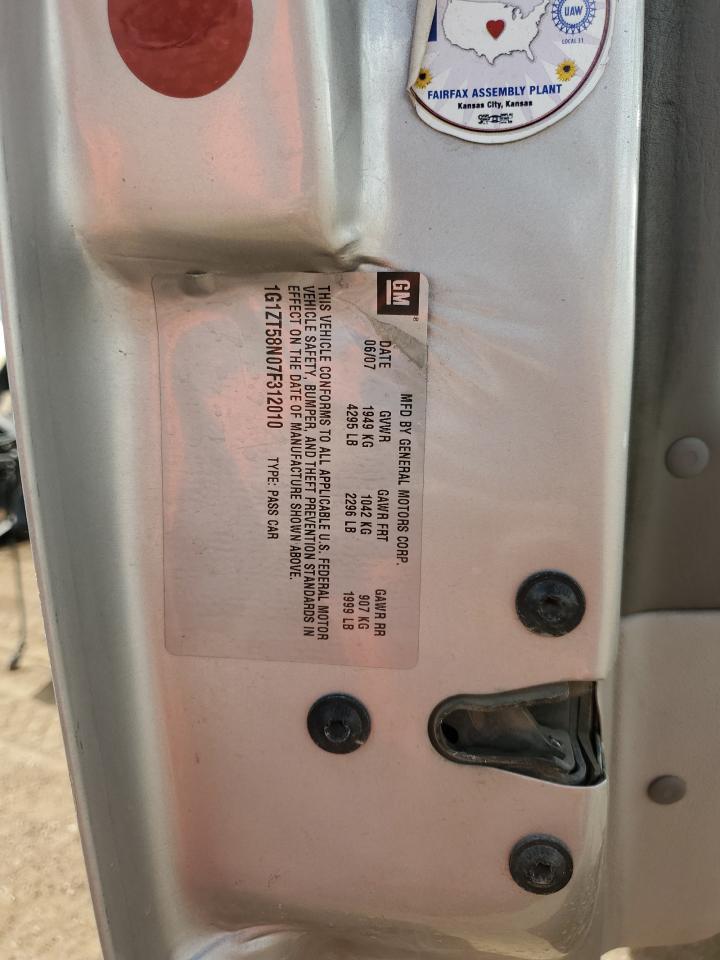 UAW
LOCAL 31
FAIRFAX ASSEMBLY PLANT
Kansas City, Kansas
GM
®
MFD BY GENERAL MOTORS CORP.
DATE GVWR GAWR FRT GAWR RR
06/07 1949 KG 1042 KG 907 KG
4295 LB 2296 LB 1999 LB
THIS VEHICLE CONFORMS TO ALL APPLICABLE U.S. FEDERAL MOTOR
VEHICLE SAFETY, BUMPER, AND THEFT PREVENTION STANDARDS IN
EFFECT ON THE DATE OF MANUFACTURE SHOWN ABOVE.
1G1ZT58N07F312010 TYPE: PASS CAR